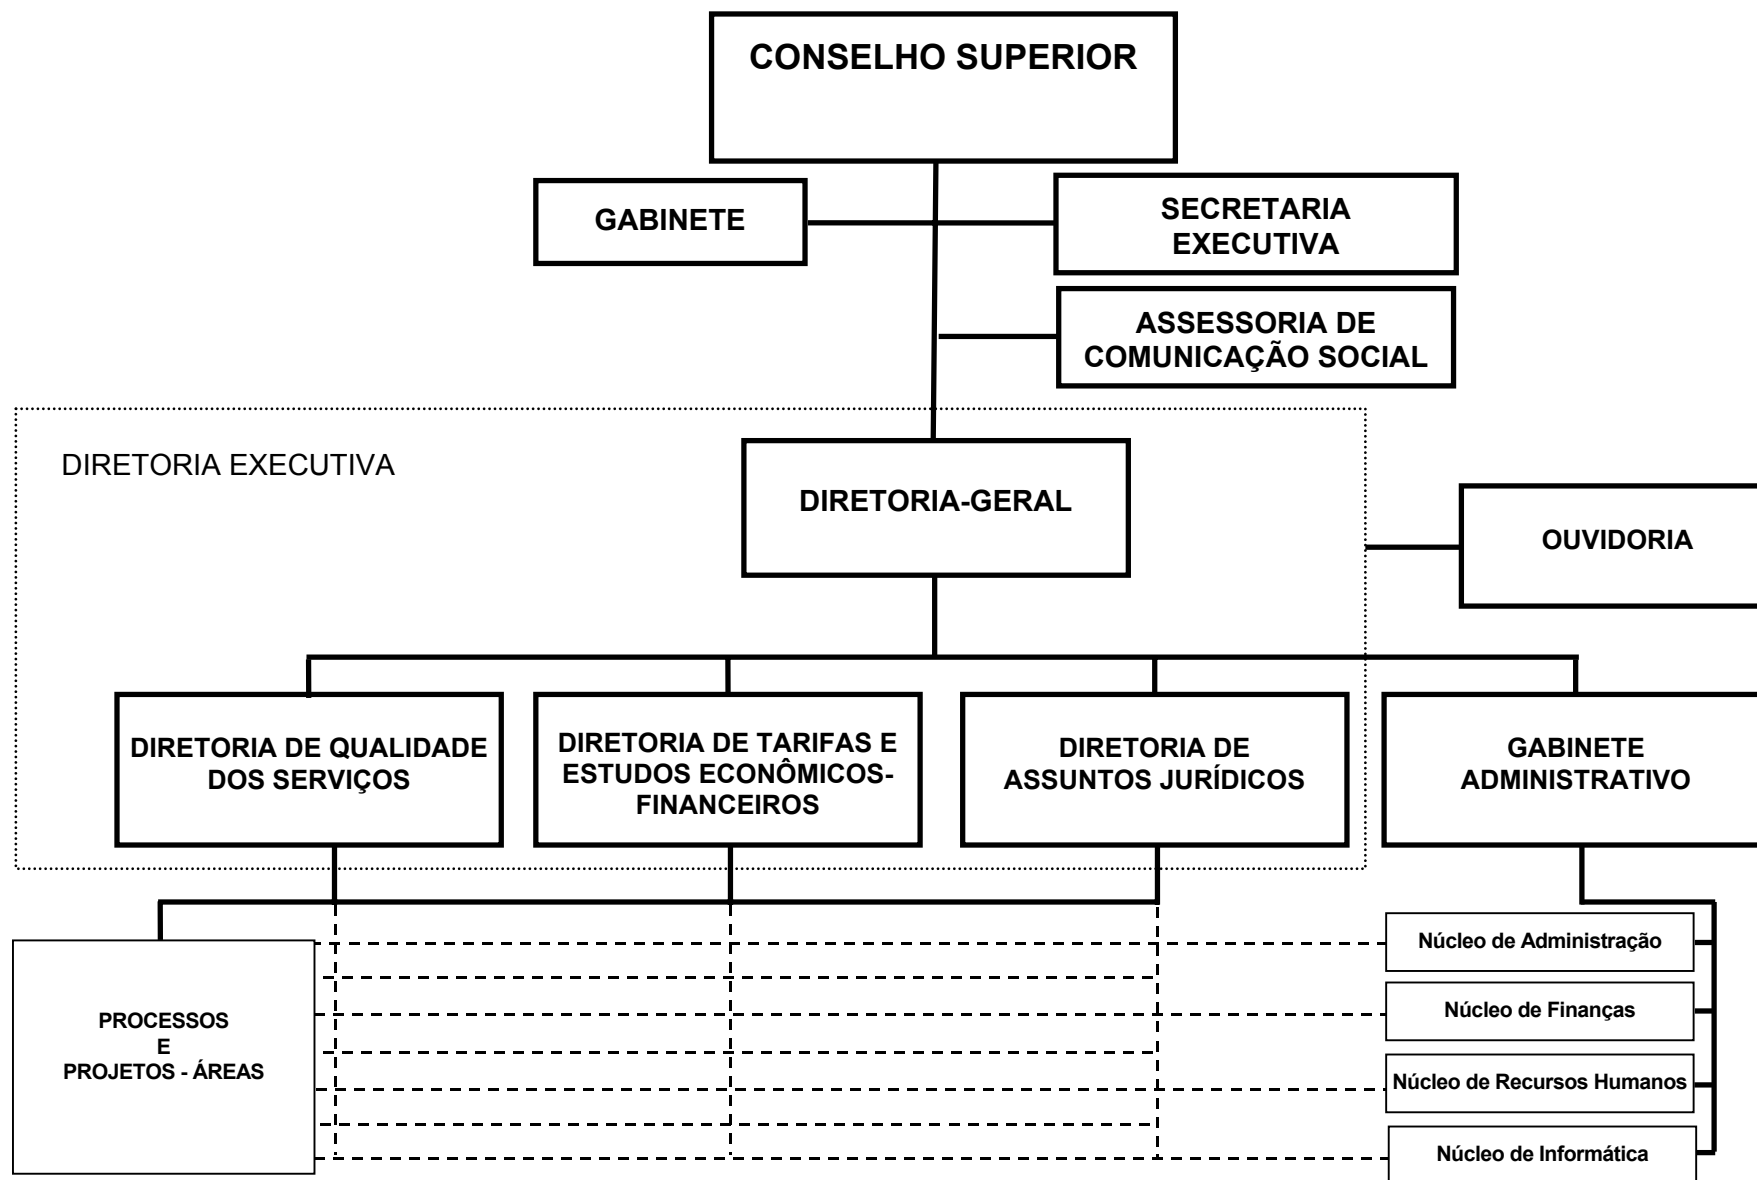 CONSELHO SUPERIOR
GABINETE
SECRETARIA
EXECUTIVA
ASSESSORIA DE
COMUNICAÇÃO SOCIAL
DIRETORIA EXECUTIVA
DIRETORIA-GERAL
OUVIDORIA
DIRETORIA DE QUALIDADE
DOS SERVIÇOS
DIRETORIA DE TARIFAS E
ESTUDOS ECONÔMICOS-
FINANCEIROS
DIRETORIA DE
ASSUNTOS JURÍDICOS
GABINETE
ADMINISTRATIVO
PROCESSOS
E
PROJETOS - ÁREAS
Núcleo de Administração
Núcleo de Finanças
Núcleo de Recursos Humanos
Núcleo de Informática